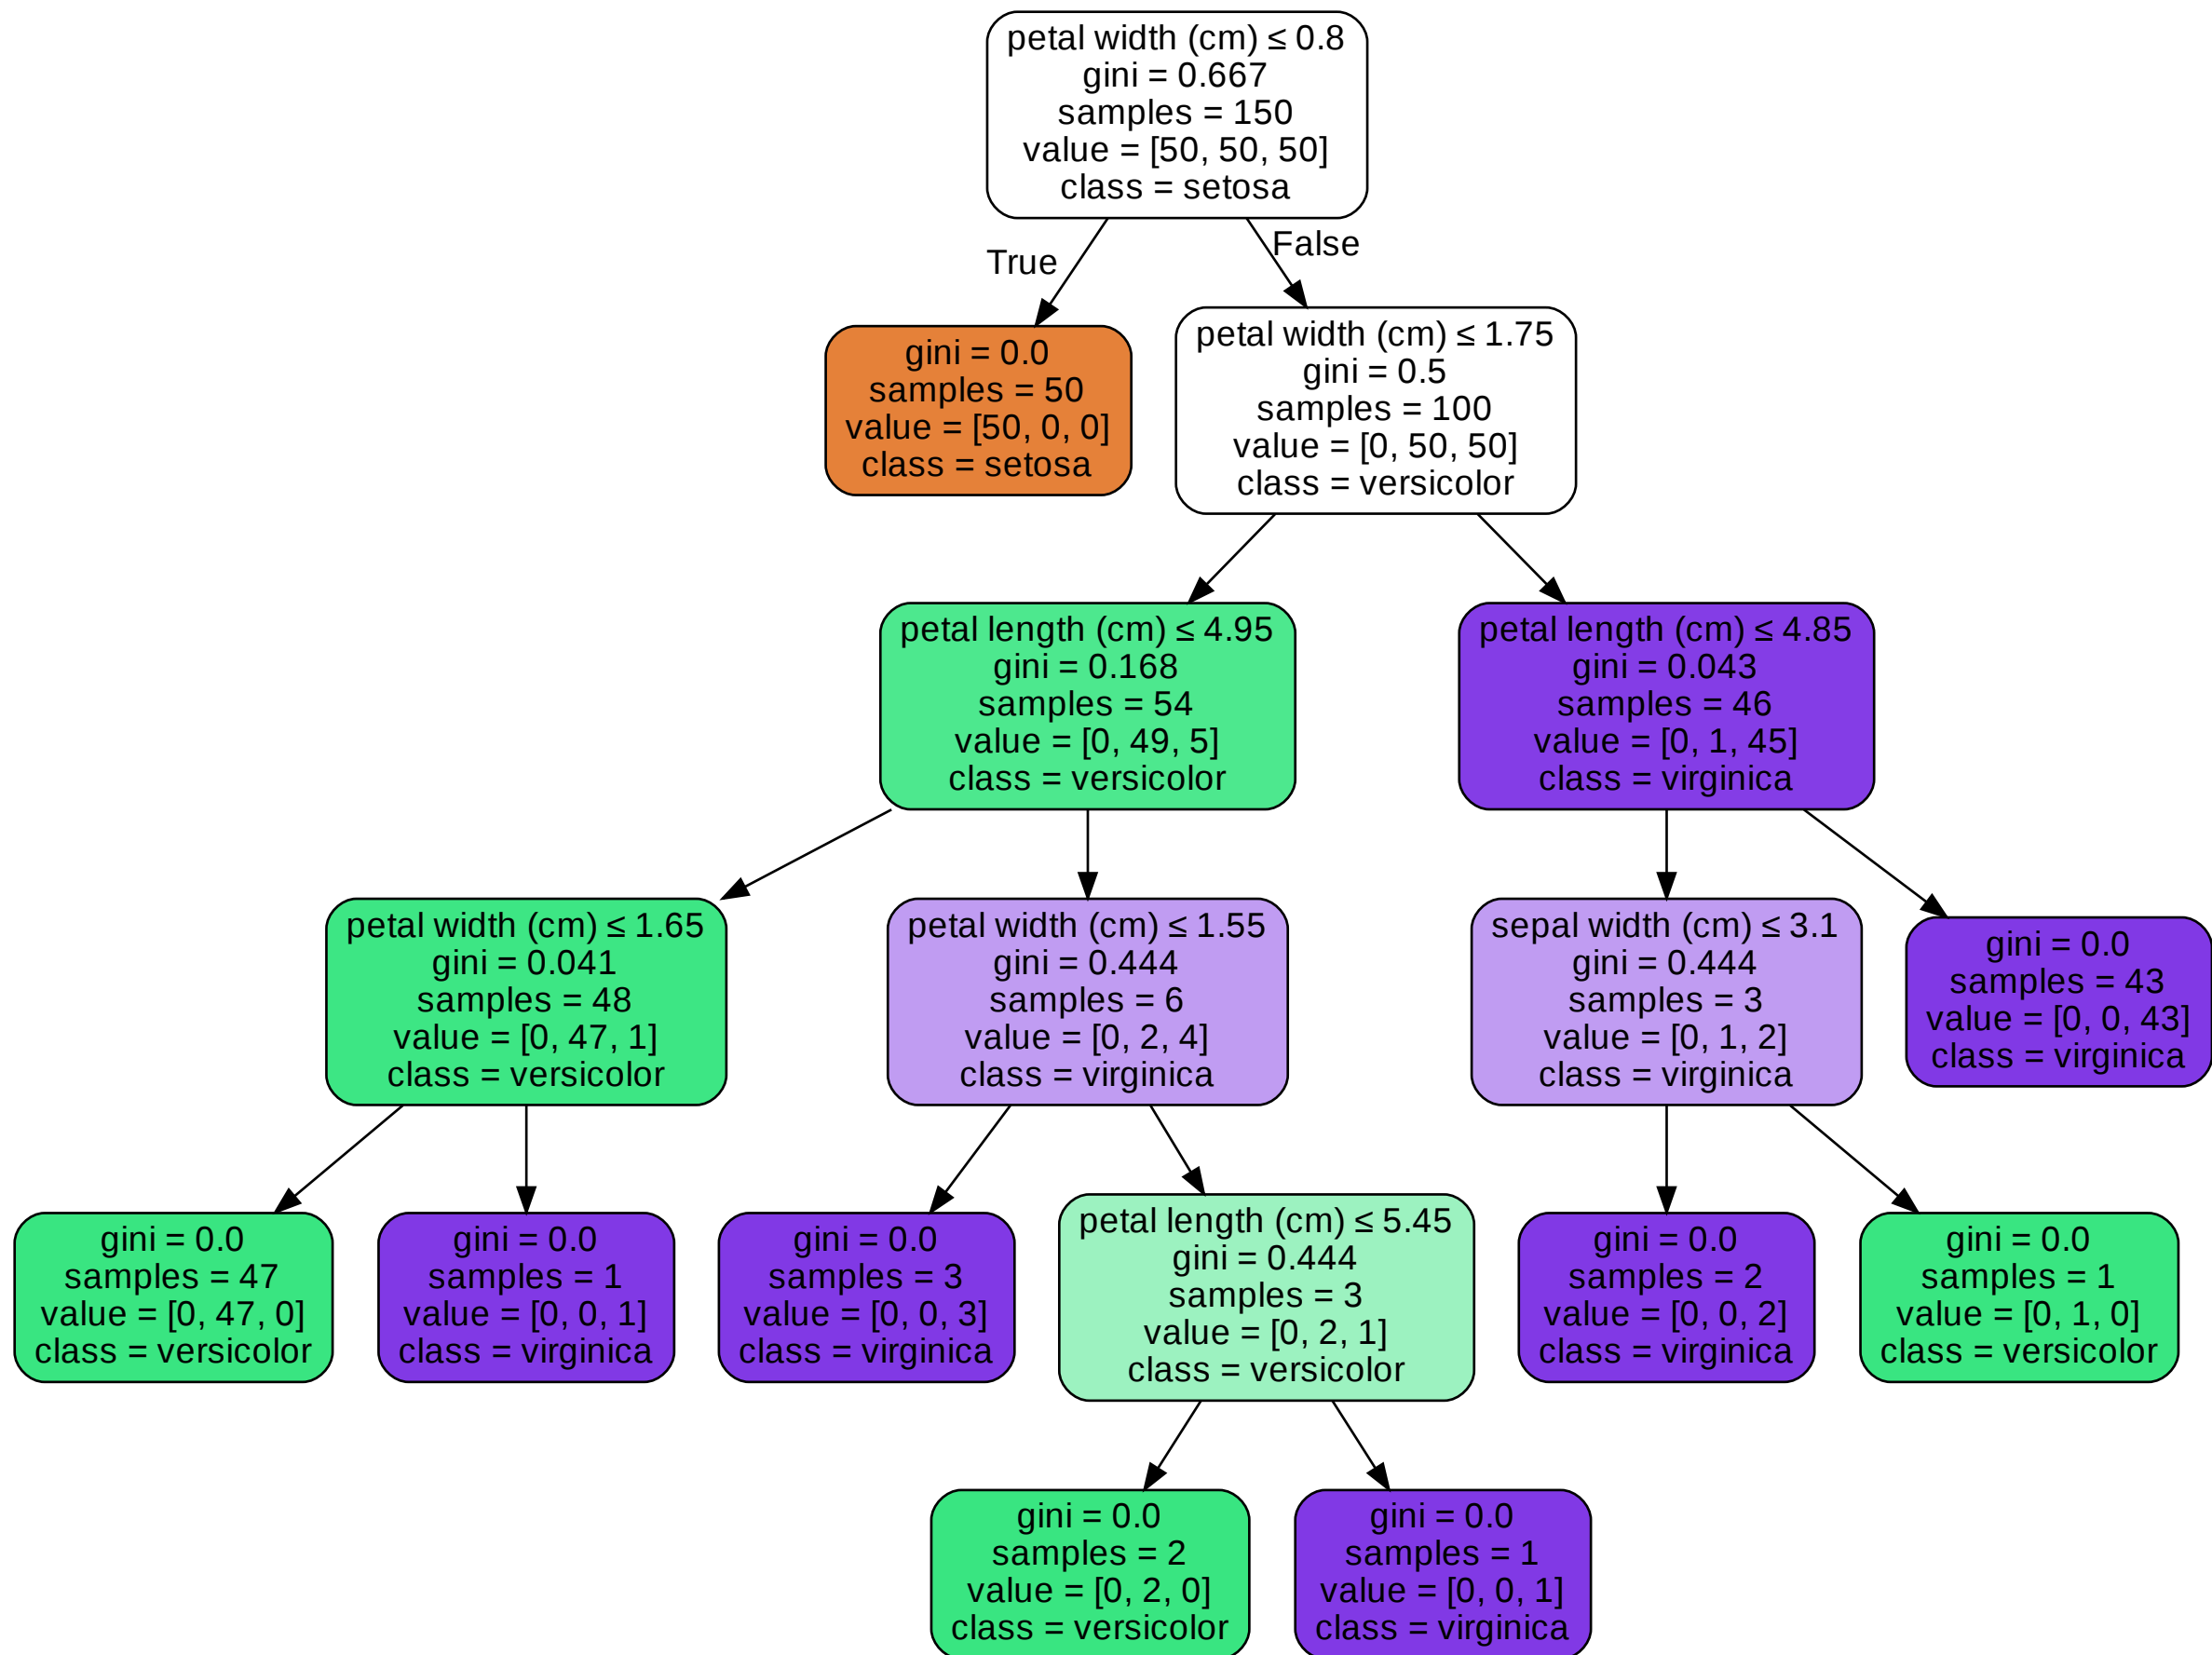 petal width (cm) ≤ 0.8
gini = 0.667
samples = 150
value = [50, 50, 50]
class = setosa
True
False
gini = 0.0
samples = 50
value = [50, 0, 0]
class = setosa
petal width (cm) ≤ 1.75
gini = 0.5
samples = 100
value = [0, 50, 50]
class = versicolor
petal length (cm) ≤ 4.95
gini = 0.168
samples = 54
value = [0, 49, 5]
class = versicolor
petal length (cm) ≤ 4.85
gini = 0.043
samples = 46
value = [0, 1, 45]
class = virginica
petal width (cm) ≤ 1.65
gini = 0.041
samples = 48
value = [0, 47, 1]
class = versicolor
petal width (cm) ≤ 1.55
gini = 0.444
samples = 6
value = [0, 2, 4]
class = virginica
sepal width (cm) ≤ 3.1
gini = 0.444
samples = 3
value = [0, 1, 2]
class = virginica
gini = 0.0
samples = 43
value = [0, 0, 43]
class = virginica
gini = 0.0
samples = 47
value = [0, 47, 0]
class = versicolor
gini = 0.0
samples = 1
value = [0, 0, 1]
class = virginica
gini = 0.0
samples = 3
value = [0, 0, 3]
class = virginica
petal length (cm) ≤ 5.45
gini = 0.444
samples = 3
value = [0, 2, 1]
class = versicolor
gini = 0.0
samples = 2
value = [0, 0, 2]
class = virginica
gini = 0.0
samples = 1
value = [0, 1, 0]
class = versicolor
gini = 0.0
samples = 2
value = [0, 2, 0]
class = versicolor
gini = 0.0
samples = 1
value = [0, 0, 1]
class = virginica